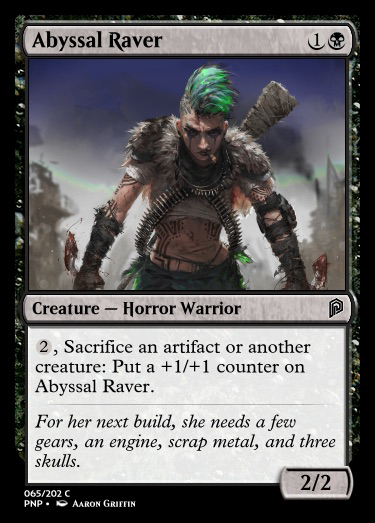 Abyssal Raver 1
Creature — Horror Warrior
2, Sacrifice an artifact or another
creature: Put a +1/+1 counter on
Abyssal Raver.
For her next build, she needs a few
gears, an engine, scrap metal, and three
skulls.
2/2
065/202 C
PNP • Aaron Griffin